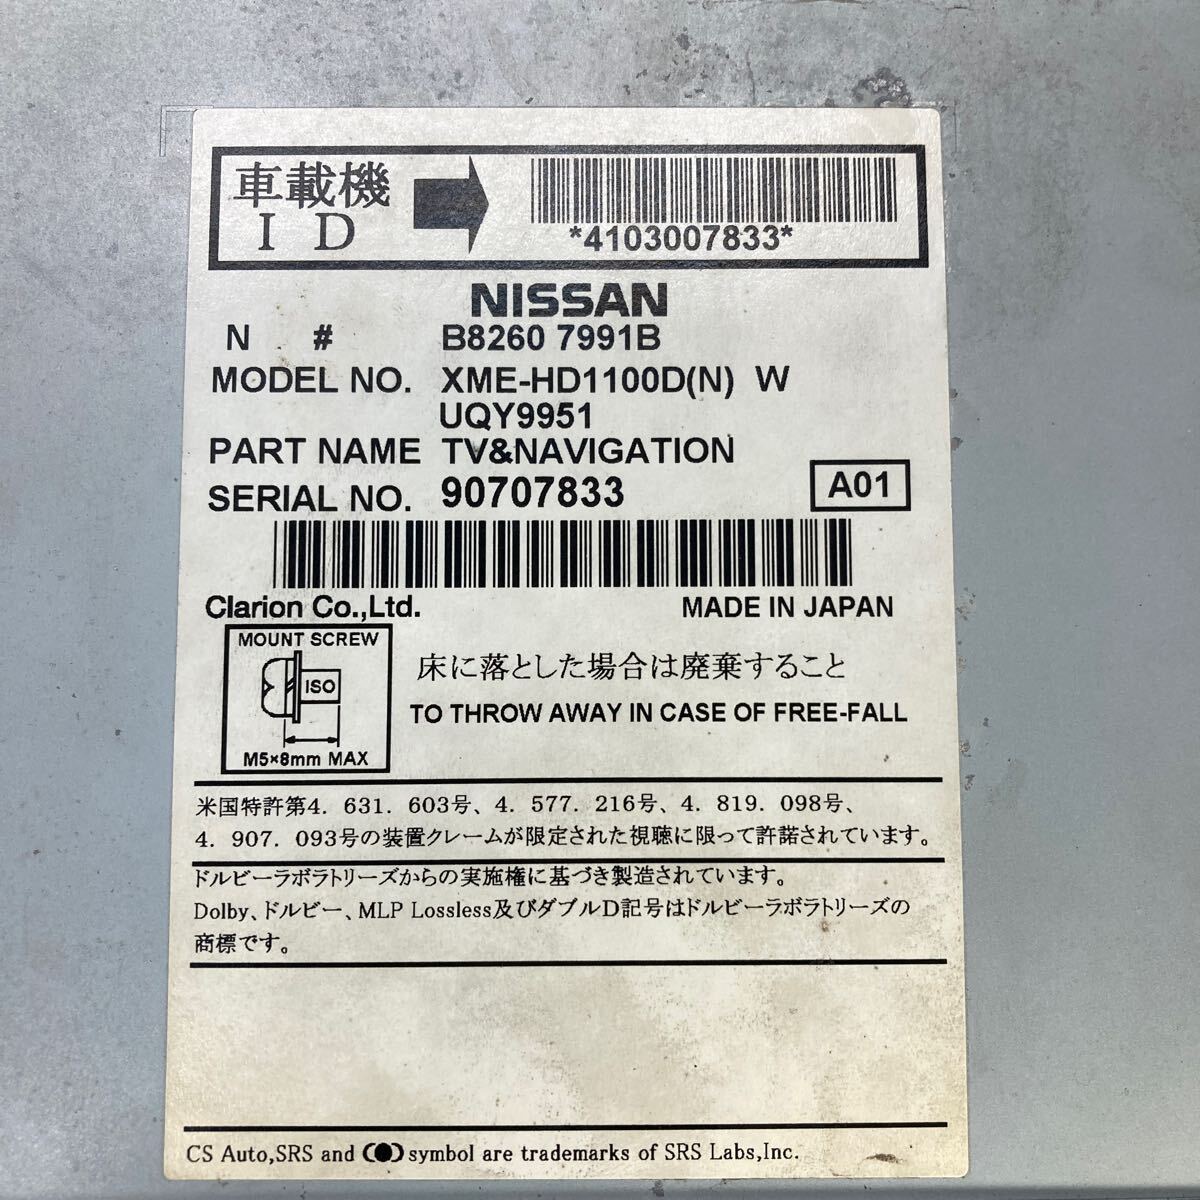 車載機
ID
*4103007833*
NISSAN
N # B8260 7991B
MODEL NO. XME-HD1100D(N) W
UQY9951
PART NAME TV&NAVIGATION
SERIAL NO. 90707833
A01
Clarion Co.,Ltd. MADE IN JAPAN
MOUNT SCREW
ISO
M5×8mm MAX
床に落とした場合は廃棄すること
TO THROW AWAY IN CASE OF FREE-FALL
米国特許第4. 631. 603号、4. 577. 216号、4. 819. 098号、
4. 907. 093号の装置クレームが限定された視聴に限って許諾されています。
ドルビーラボラトリーズからの実施権に基づき製造されています。
Dolby、ドルビー、MLP Lossless及びダブルD記号はドルビーラボラトリーズの
商標です。
CS Auto,SRS and symbol are trademarks of SRS Labs,Inc.